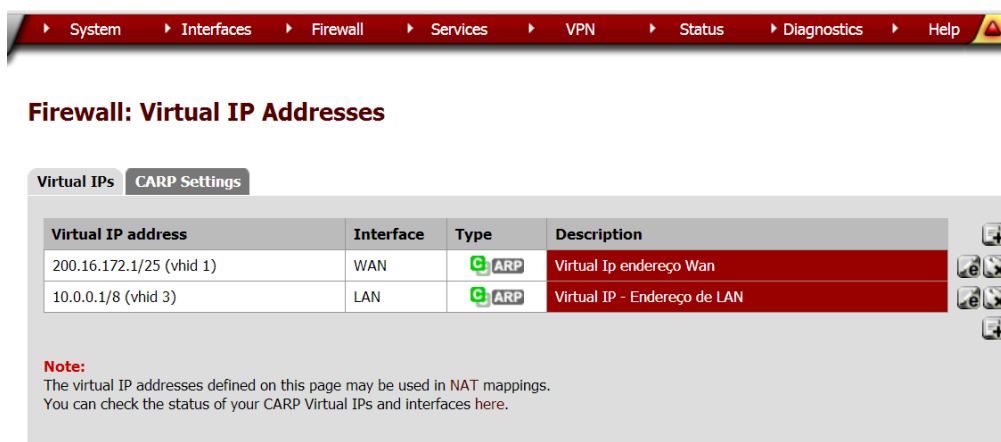 System Interfaces Firewall Services VPN Status Diagnostics Help
Firewall: Virtual IP Addresses
Virtual IPs CARP Settings
Virtual IP address Interface Type Description
200.16.172.1/25 (vhid 1) WAN C ARP Virtual Ip endereço Wan
10.0.0.1/8 (vhid 3) LAN C ARP Virtual IP - Endereço de LAN
Note:
The virtual IP addresses defined on this page may be used in NAT mappings.
You can check the status of your CARP Virtual IPs and interfaces here.